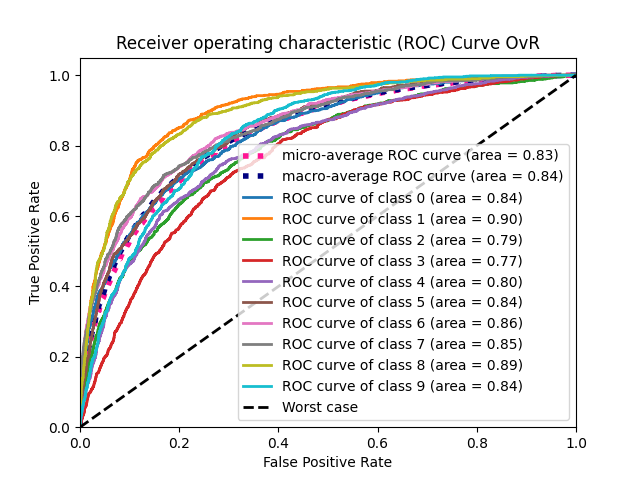 Receiver operating characteristic (ROC) Curve OvR
1.0
0.8
0.6
0.4
0.2
0.0
True Positive Rate
micro-average ROC curve (area = 0.83)
macro-average ROC curve (area = 0.84)
ROC curve of class 0 (area = 0.84)
ROC curve of class 1 (area = 0.90)
ROC curve of class 2 (area = 0.79)
ROC curve of class 3 (area = 0.77)
ROC curve of class 4 (area = 0.80)
ROC curve of class 5 (area = 0.84)
ROC curve of class 6 (area = 0.86)
ROC curve of class 7 (area = 0.85)
ROC curve of class 8 (area = 0.89)
ROC curve of class 9 (area = 0.84)
Worst case
0.0 0.2 0.4 0.6 0.8 1.0
False Positive Rate